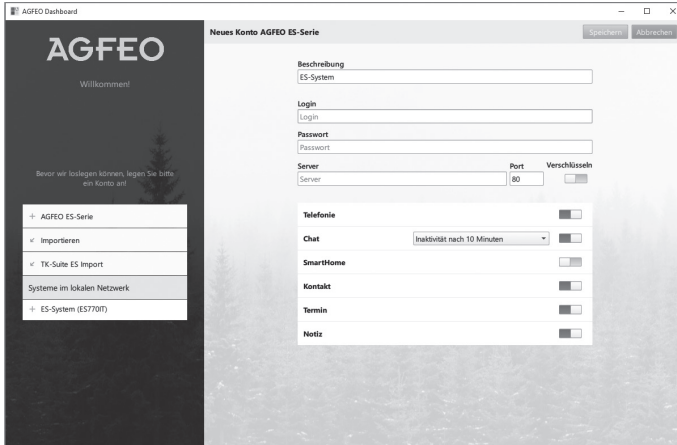 AGFEO Dashboard
AGFEO
Willkommen!
Bevor wir loslegen können, legen Sie bitte
ein Konto an!
+ AGFEO ES-Serie
Importieren
TK-Suite ES Import
Systeme im lokalen Netzwerk
+ ES-System (ES770IT)
Neues Konto AGFEO ES-Serie
Speichern Abbrechen
Beschreibung
ES-System
Login
Login
Passwort
Passwort
Server Port Verschlüsseln
Server 80
Telefonie
Chat Inaktivität nach 10 Minuten
SmartHome
Kontakt
Termin
Notiz